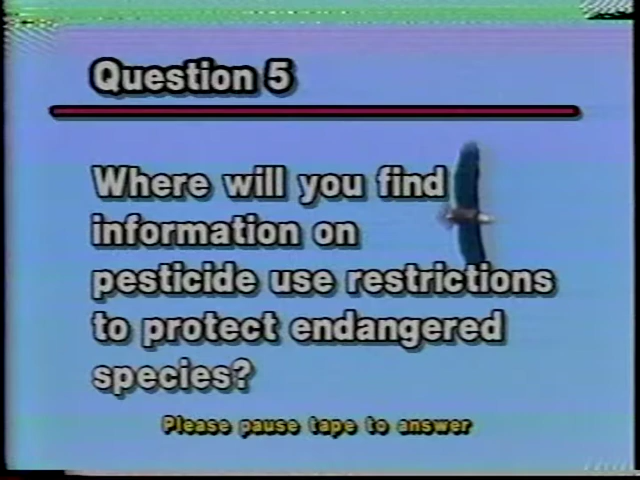 Question 5
Where will you find
information on
pesticide use restrictions
to protect endangered
species?
Please pause tape to answer